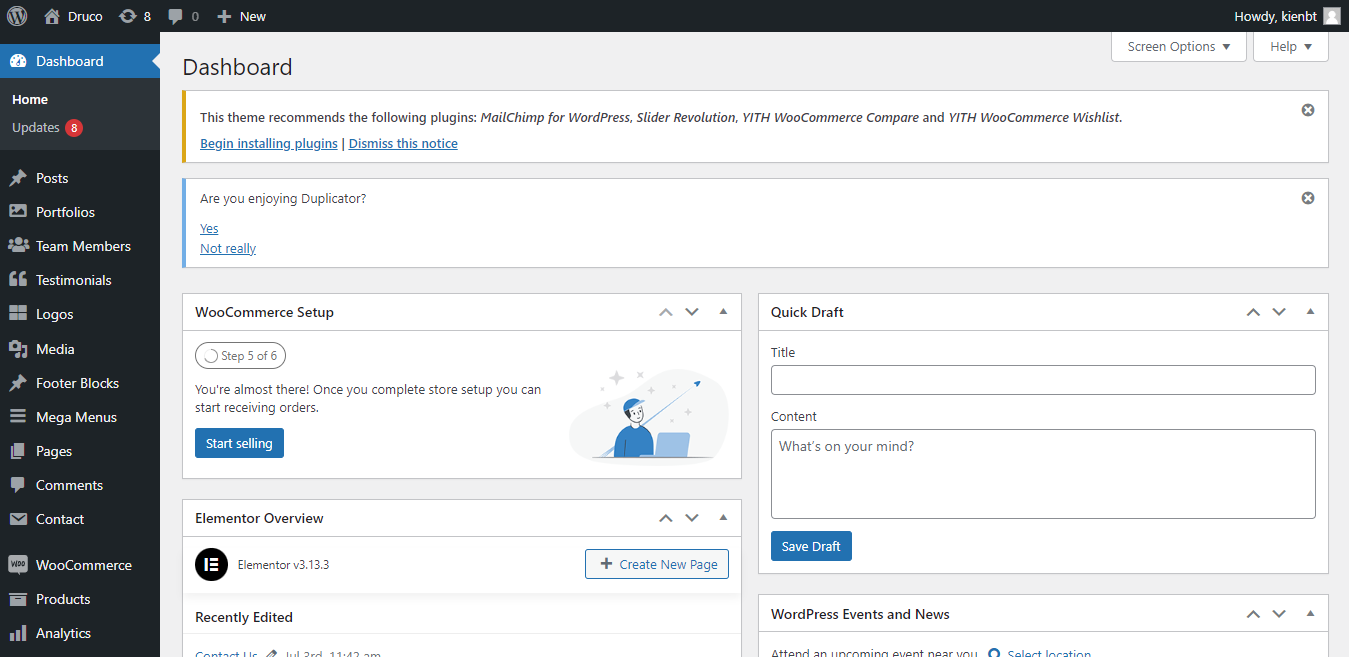 Druco 8 0 New Howdy, kienbt
Dashboard
Home
Updates 8
Posts
Portfolios
Team Members
Testimonials
Logos
Media
Footer Blocks
Mega Menus
Pages
Comments
Contact
WooCommerce
Products
Analytics
Screen Options Help
Dashboard
This theme recommends the following plugins: MailChimp for WordPress, Slider Revolution, YITH WooCommerce Compare and YITH WooCommerce Wishlist.
Begin installing plugins | Dismiss this notice
Are you enjoying Duplicator?
Yes
Not really
WooCommerce Setup
Step 5 of 6
You're almost there! Once you complete store setup you can
start receiving orders.
Start selling
Elementor Overview
Elementor v3.13.3
Create New Page
Recently Edited
Contact Us Jul 3rd, 11:42 am
Quick Draft
Title
Content
What's on your mind?
Save Draft
WordPress Events and News
Attend an upcoming event near you. Select location